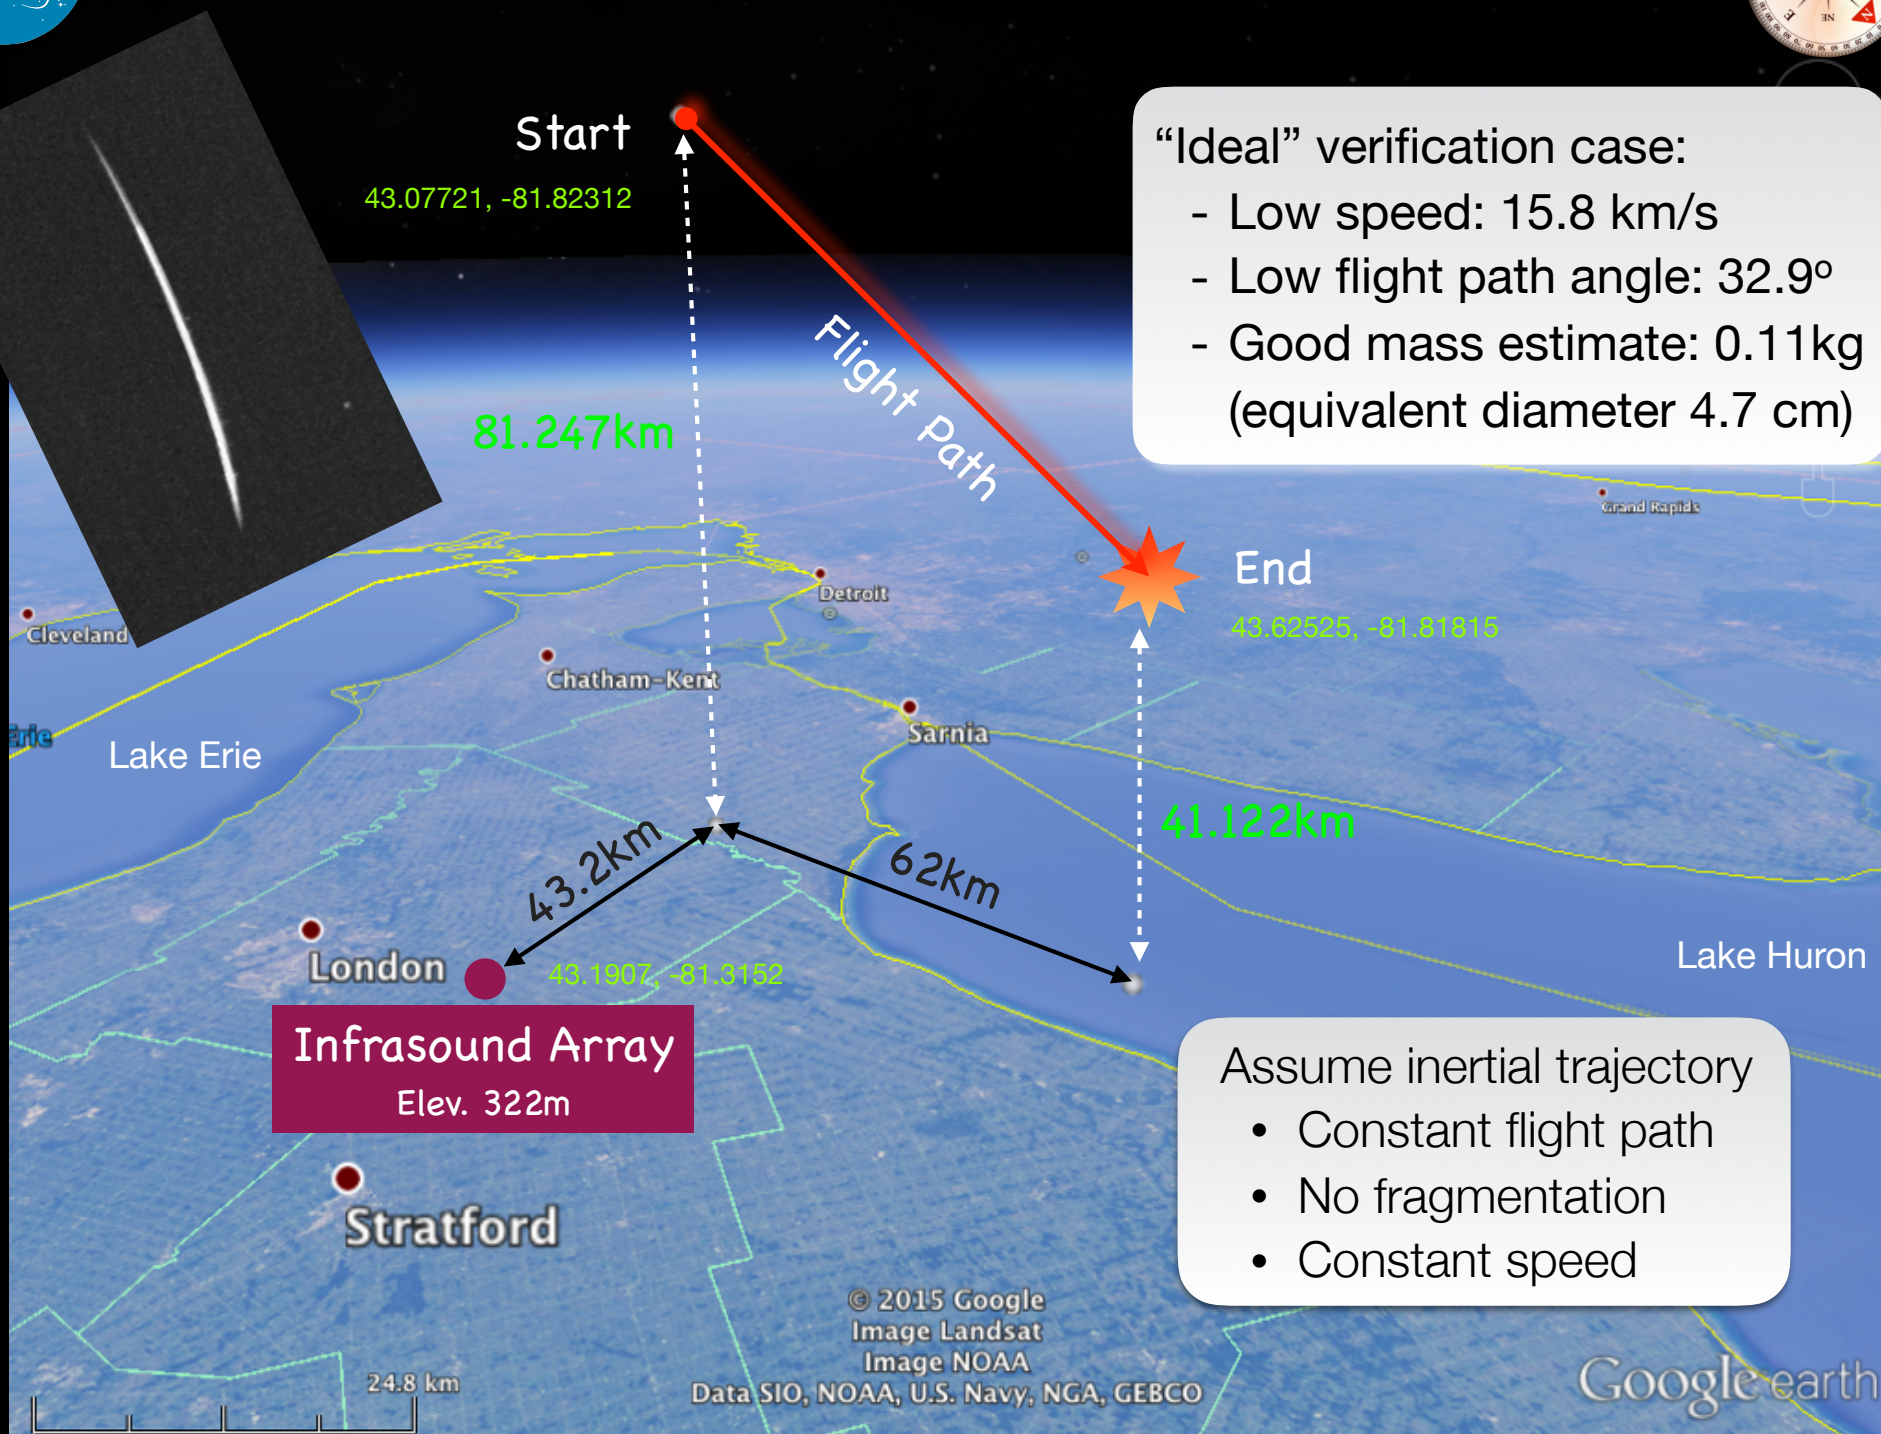 Start
43.07721, -81.82312
“Ideal” verification case:
- Low speed: 15.8 km/s
- Low flight path angle: 32.9º
- Good mass estimate: 0.11kg
(equivalent diameter 4.7 cm)
Flight Path
81.247km
Grand Rapids
End
43.62525, -81.81815
Detroit
Cleveland
Chatham-Kent
Sarnia
Erie
Lake Erie
41.122km
43.2km
62km
London
43.1907, -81.3152
Lake Huron
Infrasound Array
Elev. 322m
Assume inertial trajectory
• Constant flight path
• No fragmentation
• Constant speed
Stratford
© 2015 Google
Image Landsat
Image NOAA
Data SIO, NOAA, U.S. Navy, NGA, GEBCO
24.8 km
Google earth
E
NE
N